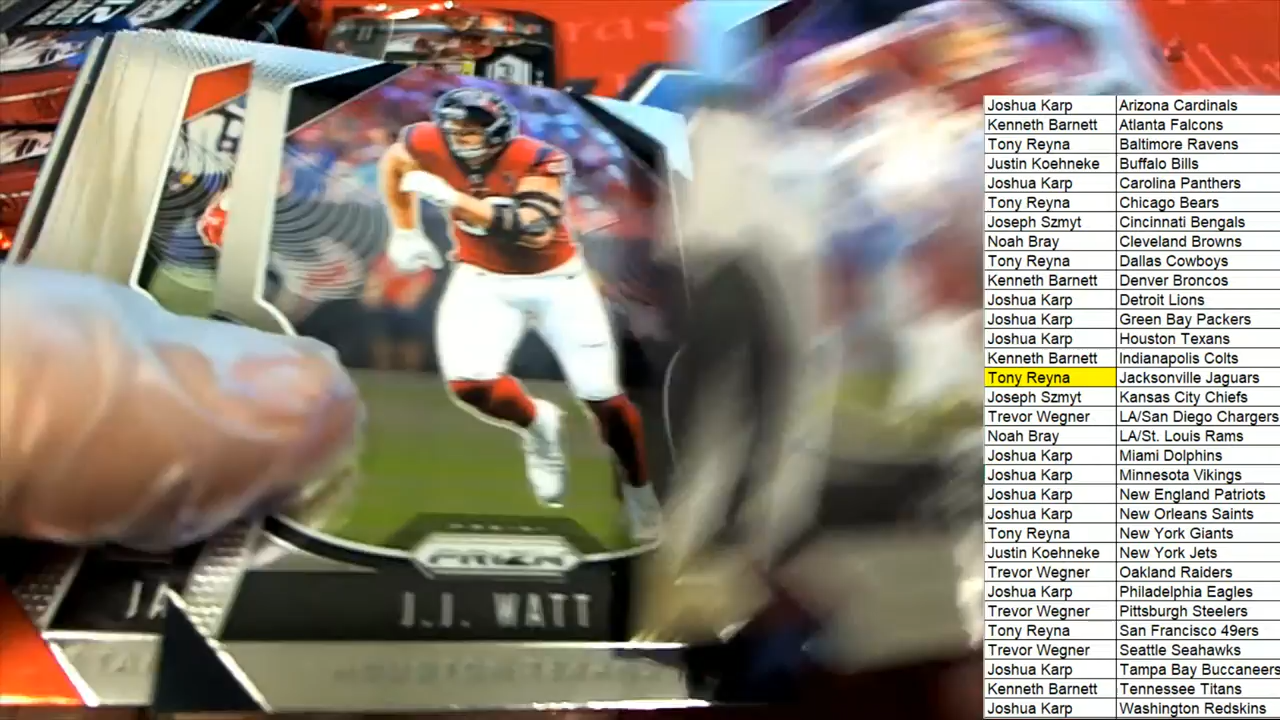 PANINI
PRIZM
JA
J.J. WATT
Joshua Karp Arizona Cardinals
Kenneth Barnett Atlanta Falcons
Tony Reyna Baltimore Ravens
Justin Koehneke Buffalo Bills
Joshua Karp Carolina Panthers
Tony Reyna Chicago Bears
Joseph Szmyt Cincinnati Bengals
Noah Bray Cleveland Browns
Tony Reyna Dallas Cowboys
Kenneth Barnett Denver Broncos
Joshua Karp Detroit Lions
Joshua Karp Green Bay Packers
Joshua Karp Houston Texans
Kenneth Barnett Indianapolis Colts
Tony Reyna Jacksonville Jaguars
Joseph Szmyt Kansas City Chiefs
Trevor Wegner LA/San Diego Chargers
Noah Bray LA/St. Louis Rams
Joshua Karp Miami Dolphins
Joshua Karp Minnesota Vikings
Joshua Karp New England Patriots
Joshua Karp New Orleans Saints
Tony Reyna New York Giants
Justin Koehneke New York Jets
Trevor Wegner Oakland Raiders
Joshua Karp Philadelphia Eagles
Trevor Wegner Pittsburgh Steelers
Tony Reyna San Francisco 49ers
Trevor Wegner Seattle Seahawks
Joshua Karp Tampa Bay Buccaneers
Kenneth Barnett Tennessee Titans
Joshua Karp Washington Redskins